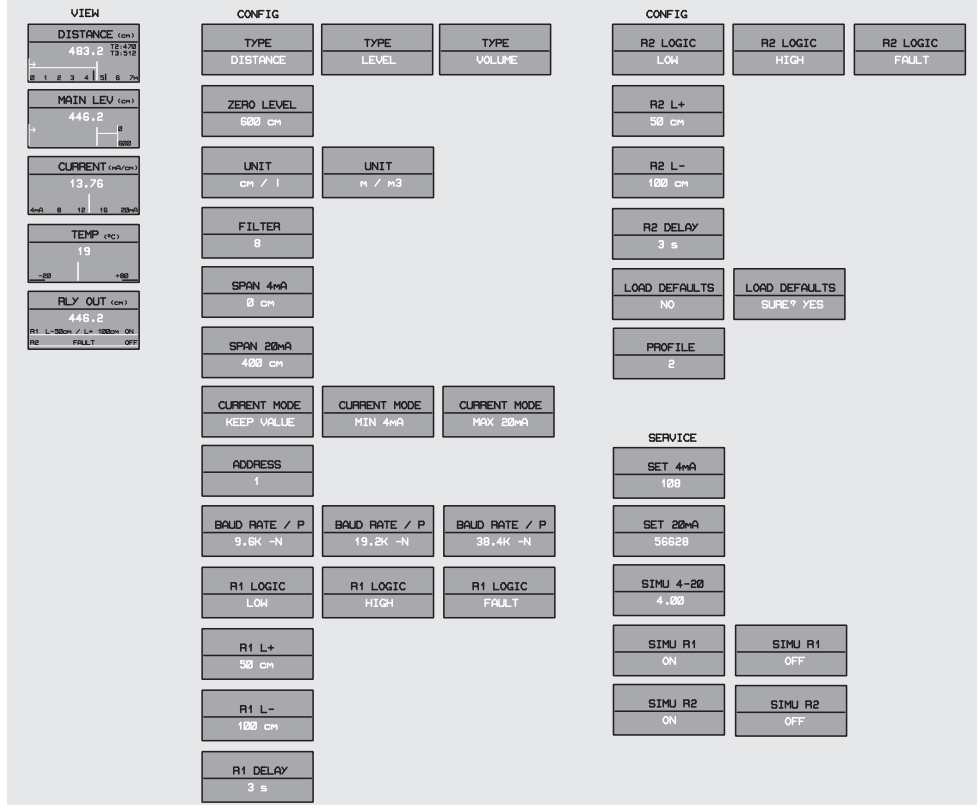 VIEW
DISTANCE (cm)
483.2 T2:470
T3:512
0 1 2 3 4 5 6 7M
MAIN LEV (cm)
446.2
0
600
CURRENT (mA/cm)
13.76
4mA 8 12 16 20mA
TEMP (ºC)
19
-20 +80
RLY OUT (cm)
446.2
R1 L-50cm / L+ 100cm ON
R2 FAULT OFF
CONFIG
TYPE TYPE TYPE
DISTANCE LEVEL VOLUME
ZERO LEVEL
600 cm
UNIT UNIT
cm / l m / m3
FILTER
8
SPAN 4mA
0 cm
SPAN 20mA
400 cm
CURRENT MODE CURRENT MODE CURRENT MODE
KEEP VALUE MIN 4mA MAX 20mA
ADDRESS
1
BAUD RATE / P BAUD RATE / P BAUD RATE / P
9.6K -N 19.2K -N 38.4K -N
R1 LOGIC R1 LOGIC R1 LOGIC
LOW HIGH FAULT
R1 L+
50 cm
R1 L-
100 cm
R1 DELAY
3 s
CONFIG
R2 LOGIC R2 LOGIC R2 LOGIC
LOW HIGH FAULT
R2 L+
50 cm
R2 L-
100 cm
R2 DELAY
3 s
LOAD DEFAULTS LOAD DEFAULTS
NO SURE? YES
PROFILE
2
SERVICE
SET 4mA
108
SET 20mA
56628
SIMU 4-20
4.00
SIMU R1 SIMU R1
ON OFF
SIMU R2 SIMU R2
ON OFF